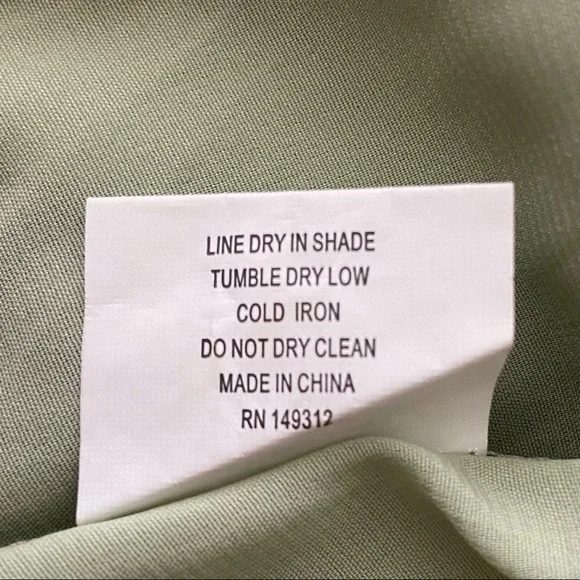 LINE DRY IN SHADE
TUMBLE DRY LOW
COLD IRON
DO NOT DRY CLEAN
MADE IN CHINA
RN 149312